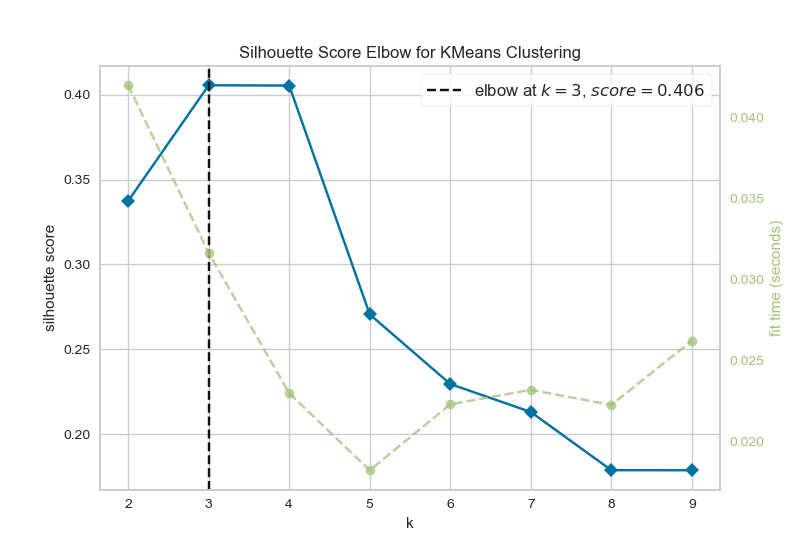 Silhouette Score Elbow for KMeans Clustering
elbow at k = 3, score = 0.406
0.40
0.35
0.30
0.25
0.20
silhouette score
0.040
0.035
0.030
0.025
0.020
fit time (seconds)
2 3 4 5 6 7 8 9
k